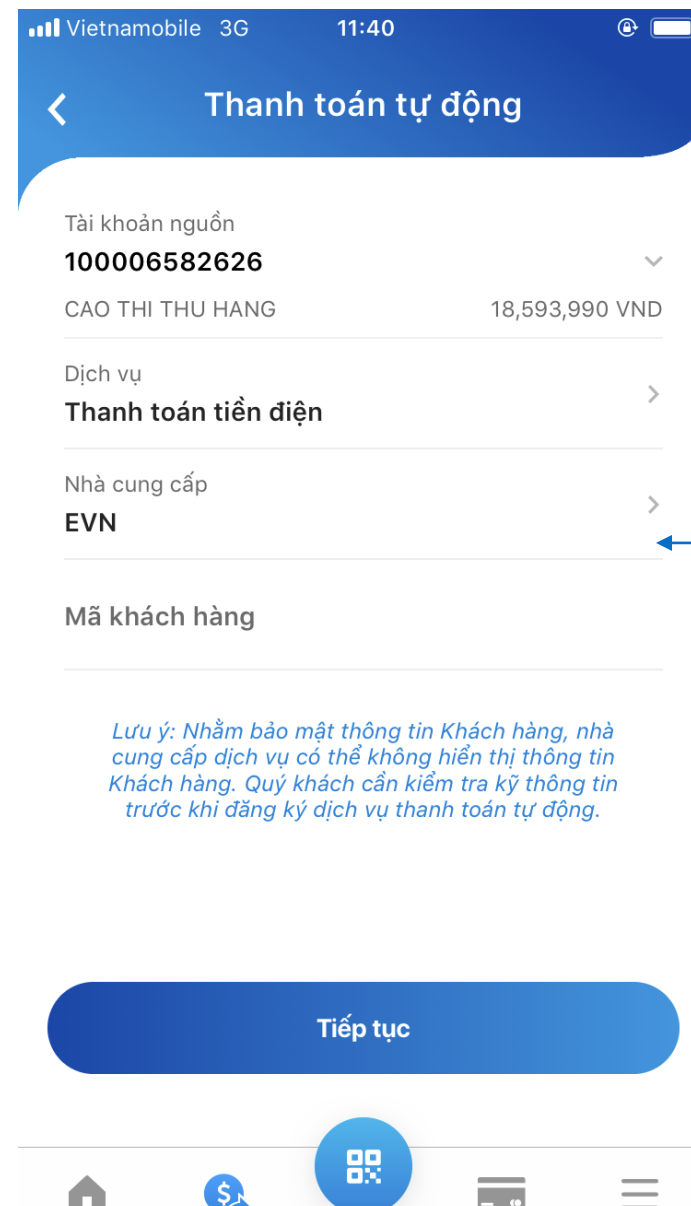 Vietnamobile 3G 11:40
Thanh toán tự động
Tài khoản nguồn
100006582626
CAO THI THU HANG 18,593,990 VND
Dịch vụ
Thanh toán tiền điện
Nhà cung cấp
EVN
Mã khách hàng
Lưu ý: Nhằm bảo mật thông tin Khách hàng, nhà
cung cấp dịch vụ có thể không hiển thị thông tin
Khách hàng. Quý khách cần kiểm tra kỹ thông tin
trước khi đăng ký dịch vụ thanh toán tự động.
Tiếp tục